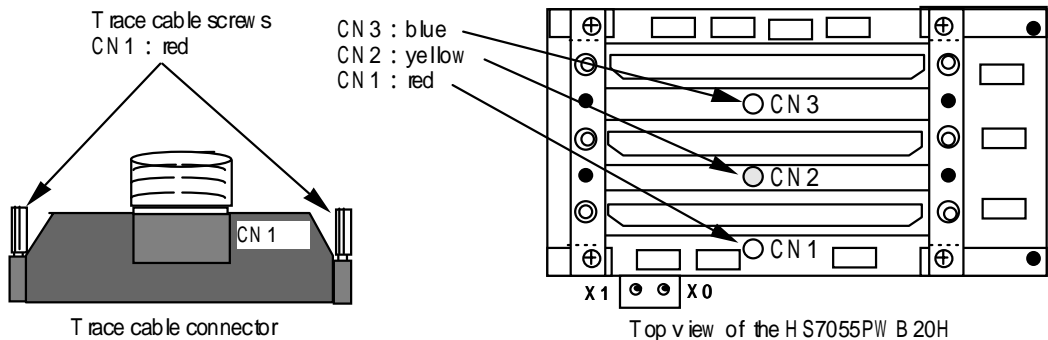 Trace cable screws
CN1 : red
CN1
Trace cable connector
CN3 : blue
CN2 : yellow
CN1 : red
CN3
CN2
CN1
X1
X0
Top view of the HS7055PWB20H